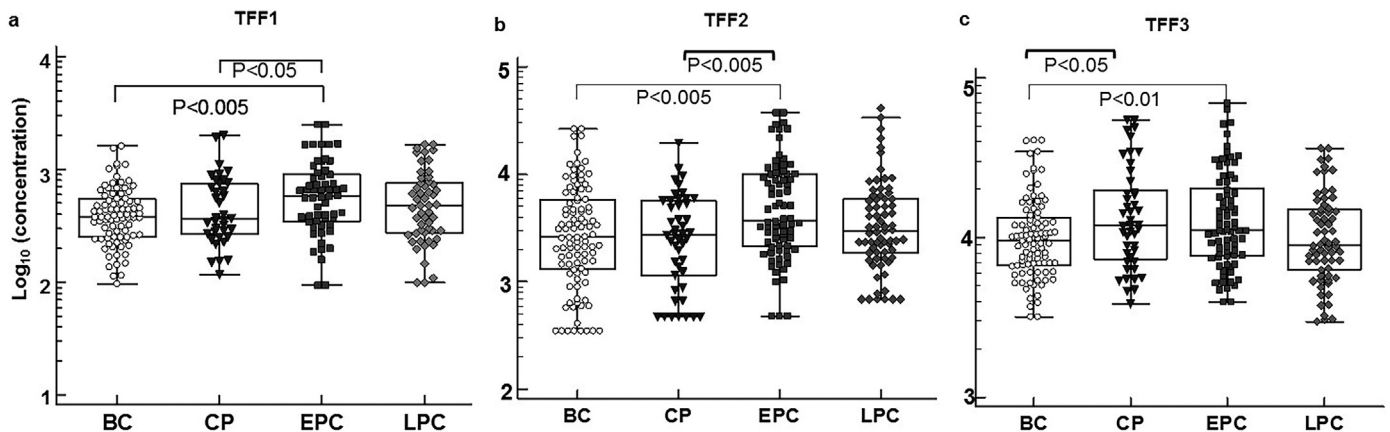 a
TFF1
Log10 (concentration)
4
3
2
1
P<0.05
P<0.005
BC
CP
EPC
LPC
b
TFF2
5
4
3
2
P<0.005
P<0.005
BC
CP
EPC
LPC
c
TFF3
5
4
3
P<0.05
P<0.01
BC
CP
EPC
LPC